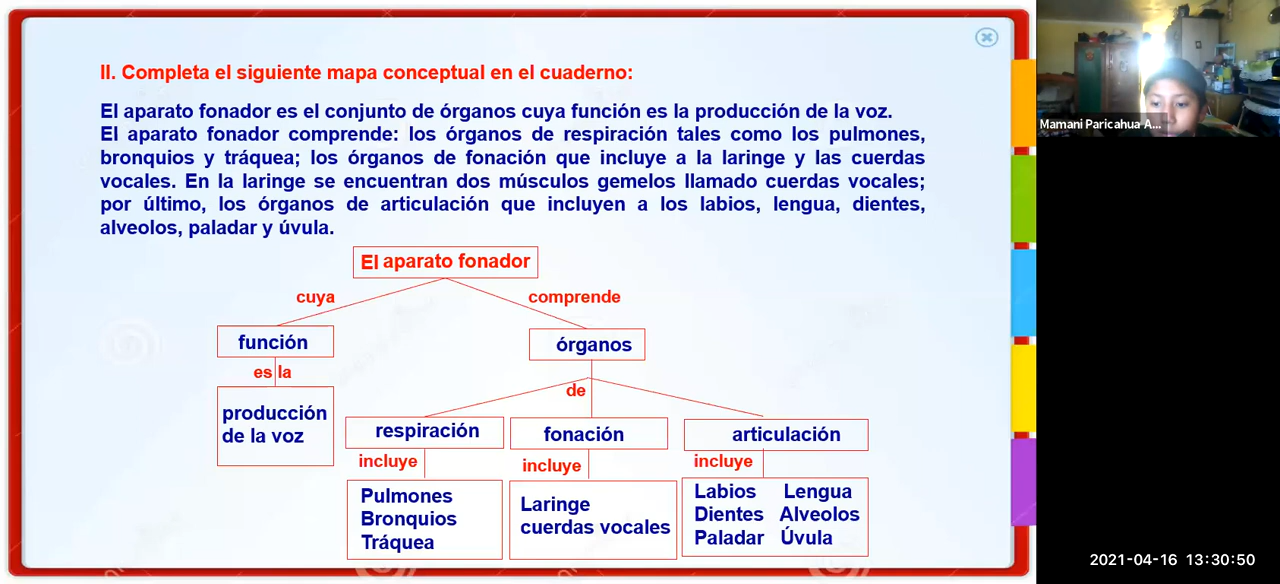 II. Completa el siguiente mapa conceptual en el cuaderno:
El aparato fonador es el conjunto de órganos cuya función es la producción de la voz.
El aparato fonador comprende: los órganos de respiración tales como los pulmones,
bronquios y tráquea; los órganos de fonación que incluye a la laringe y las cuerdas
vocales. En la laringe se encuentran dos músculos gemelos llamado cuerdas vocales;
por último, los órganos de articulación que incluyen a los labios, lengua, dientes,
alveolos, paladar y úvula.
El aparato fonador
cuya
comprende
función
órganos
es la
de
producción
de la voz
respiración
fonación
articulación
incluye
incluye
incluye
Pulmones
Bronquios
Tráquea
Laringe
cuerdas vocales
Labios Lengua
Dientes Alveolos
Paladar Úvula
Mamani Paricahua A...
2021-04-16 13:30:50